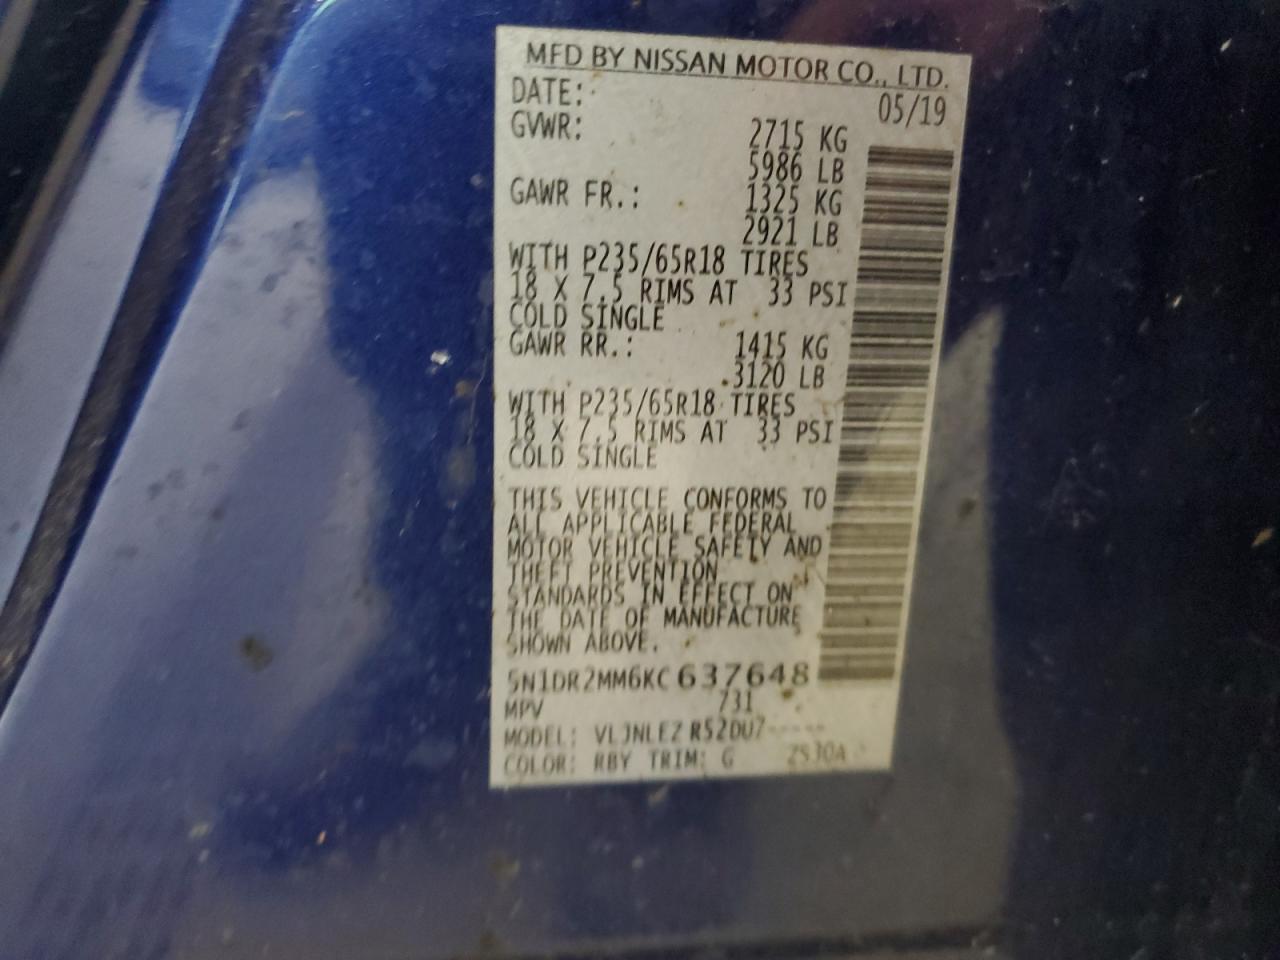 MFD BY NISSAN MOTOR CO., LTD.
DATE: 05/19
GVWR: 2715 KG
5986 LB
GAWR FR.: 1325 KG
2921 LB
WITH P235/65R18 TIRES
18 X 7.5 RIMS AT 33 PSI
COLD SINGLE
GAWR RR.: 1415 KG
3120 LB
WITH P235/65R18 TIRES
18 X 7.5 RIMS AT 33 PSI
COLD SINGLE
THIS VEHICLE CONFORMS TO
ALL APPLICABLE FEDERAL
MOTOR VEHICLE SAFETY AND
THEFT PREVENTION
STANDARDS IN EFFECT ON
THE DATE OF MANUFACTURE
SHOWN ABOVE.
5N1DR2MM6KC637648
MPV 731
MODEL: VLJNLEZ R52DUZ-----
COLOR: RBY TRIM: G ZS30A